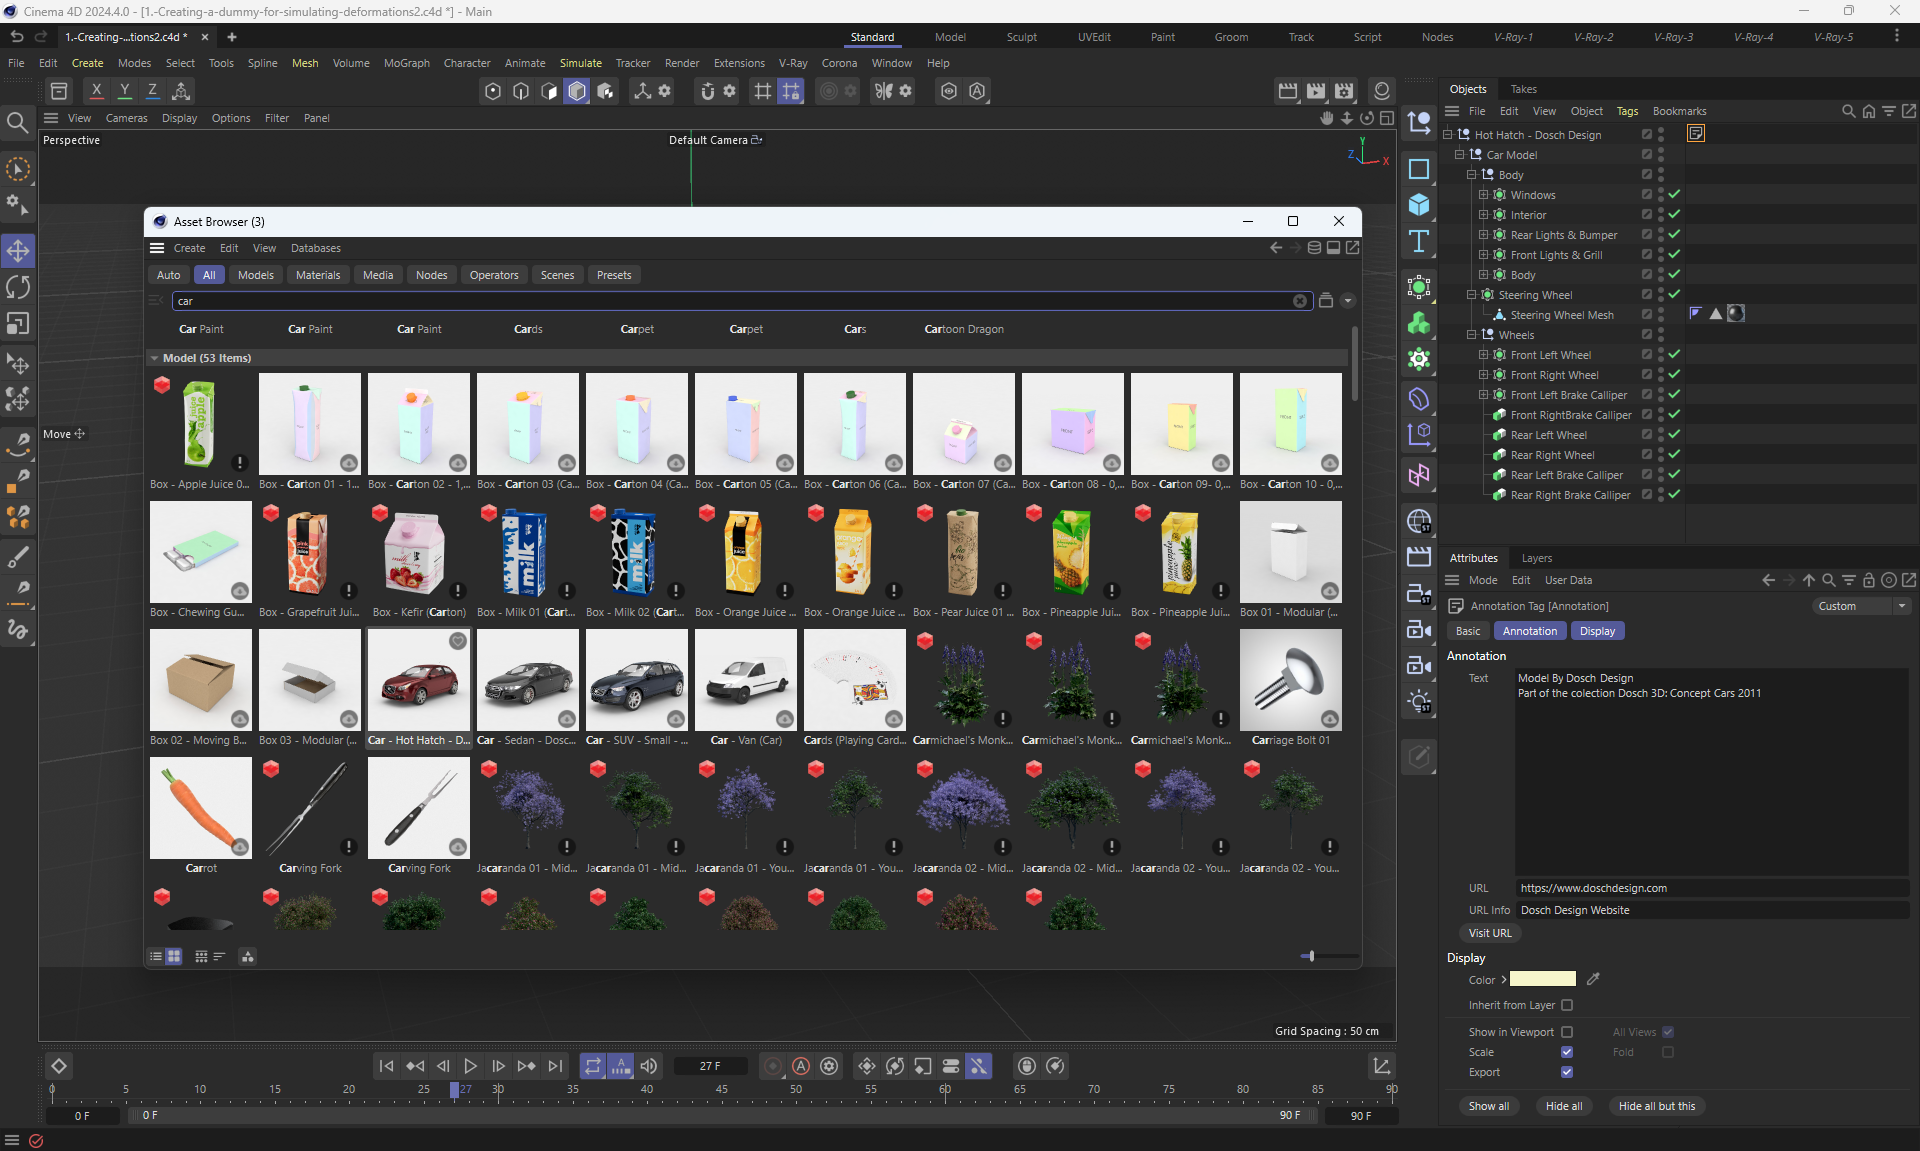 Cinema 4D 2024.4.0 - [1.-Creating-a-dummy-for-simulating-deformations2.c4d *] - Main
1.-Creating-...tions2.c4d *
Standard Model Sculpt UVEdit Paint Groom Track Script Nodes V-Ray-1 V-Ray-2 V-Ray-3 V-Ray-4 V-Ray-5
File Edit Create Modes Select Tools Spline Mesh Volume MoGraph Character Animate Simulate Tracker Render Extensions V-Ray Corona Window Help
X Y Z
View Cameras Display Options Filter Panel
Perspective
Default Camera
Y
Z
X
Move
Asset Browser (3)
Create Edit View Databases
Auto All Models Materials Media Nodes Operators Scenes Presets
car
Car Paint Car Paint Car Paint Cards Carpet Carpet Cars Cartoon Dragon
Model (53 Items)
Box - Apple Juice 0... Box - Carton 01 - 1... Box - Carton 02 - 1,... Box - Carton 03 (Ca... Box - Carton 04 (Ca... Box - Carton 05 (Ca... Box - Carton 06 (Ca... Box - Carton 07 (Ca... Box - Carton 08 - 0,... Box - Carton 09- 0,... Box - Carton 10 - 0,...
Box - Chewing Gu... Box - Grapefruit Jui... Box - Kefir (Carton) Box - Milk 01 (Cart... Box - Milk 02 (Cart... Box - Orange Juice ... Box - Orange Juice ... Box - Pear Juice 01 ... Box - Pineapple Jui... Box - Pineapple Jui... Box 01 - Modular (...
Box 02 - Moving B... Box 03 - Modular (... Car - Hot Hatch - D... Car - Sedan - Dosc... Car - SUV - Small - ... Car - Van (Car) Cards (Playing Card... Carmichael's Monk... Carmichael's Monk... Carmichael's Monk... Carriage Bolt 01
Carrot Carving Fork Carving Fork Jacaranda 01 - Mid... Jacaranda 01 - Mid... Jacaranda 01 - You... Jacaranda 01 - You... Jacaranda 02 - Mid... Jacaranda 02 - Mid... Jacaranda 02 - You... Jacaranda 02 - You...
Grid Spacing : 50 cm
27 F
0 5 10 15 20 25 27 30 35 40 45 50 55 60 65 70 75 80 85 90
0 F 0 F 90 F 90 F
Objects Takes
File Edit View Object Tags Bookmarks
Hot Hatch - Dosch Design
Car Model
Body
Windows
Interior
Rear Lights & Bumper
Front Lights & Grill
Body
Steering Wheel
Steering Wheel Mesh
Wheels
Front Left Wheel
Front Right Wheel
Front Left Brake Calliper
Front RightBrake Calliper
Rear Left Wheel
Rear Right Wheel
Rear Left Brake Calliper
Rear Right Brake Calliper
Attributes Layers
Mode Edit User Data
Annotation Tag [Annotation]
Custom
Basic Annotation Display
Annotation
Text
Model By Dosch Design
Part of the colection Dosch 3D: Concept Cars 2011
URL https://www.doschdesign.com
URL Info Dosch Design Website
Visit URL
Display
Color
Inherit from Layer
Show in Viewport All Views
Scale Fold
Export
Show all Hide all Hide all but this